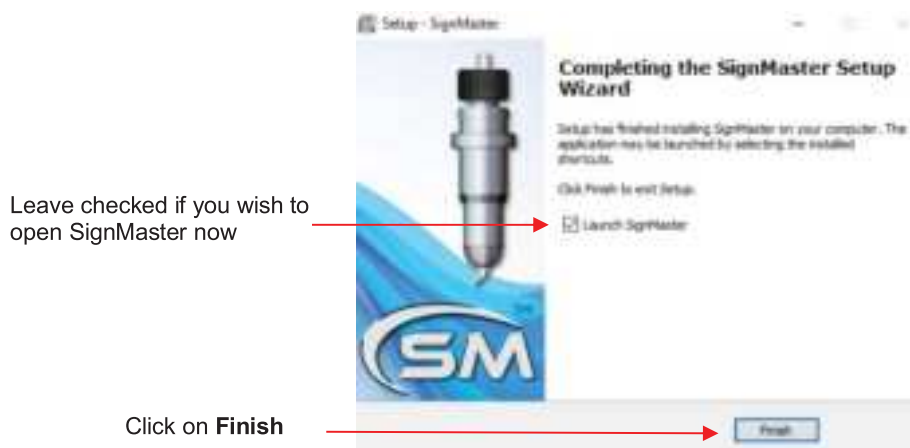 Setup - SignMaster
Completing the SignMaster Setup
Wizard
Setup has finished installing SignMaster on your computer. The
application may be launched by selecting the installed
shortcuts.
Click Finish to exit Setup.
Leave checked if you wish to
open SignMaster now
Launch SignMaster
SM
Click on Finish
Finish